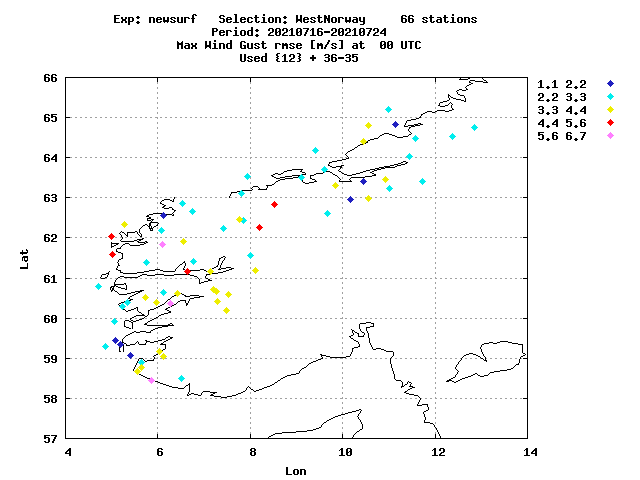 Exp: newsurf   Selection: WestNorway     66 stations
Period: 20210716-20210724
Max Wind Gust rmse [m/s] at  00 UTC
Used {12} + 36-35
66
65
64
63
62
61
60
59
58
57
Lat
4 6 8 10 12 14
Lon
1.1 2.2
2.2 3.3
3.3 4.4
4.4 5.6
5.6 6.7